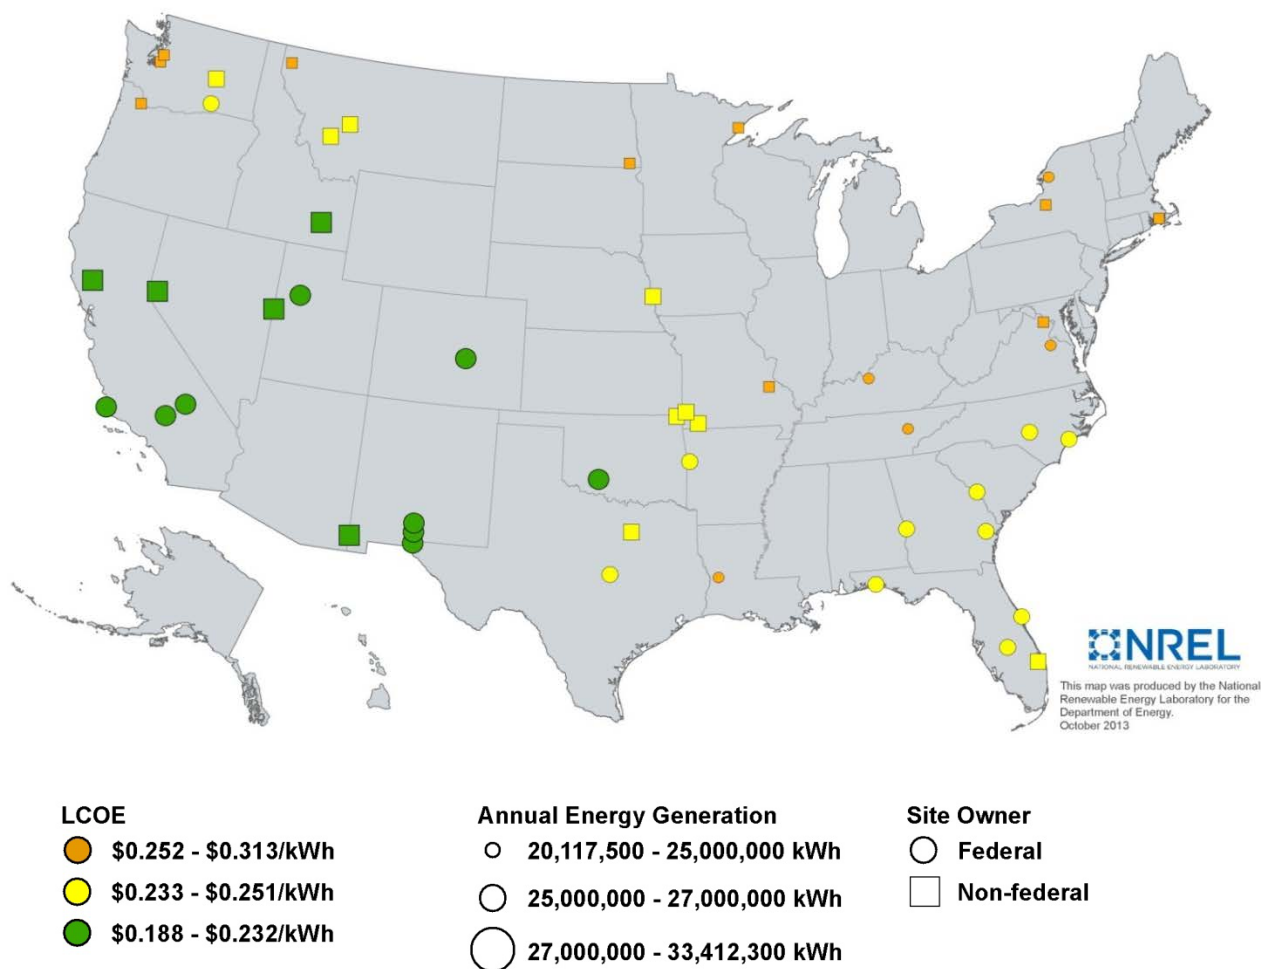 NREL
NATIONAL RENEWABLE ENERGY LABORATORY
This map was produced by the National
Renewable Energy Laboratory for the
Department of Energy.
October 2013
LCOE
$0.252 - $0.313/kWh
$0.233 - $0.251/kWh
$0.188 - $0.232/kWh
Annual Energy Generation
20,117,500 - 25,000,000 kWh
25,000,000 - 27,000,000 kWh
27,000,000 - 33,412,300 kWh
Site Owner
Federal
Non-federal